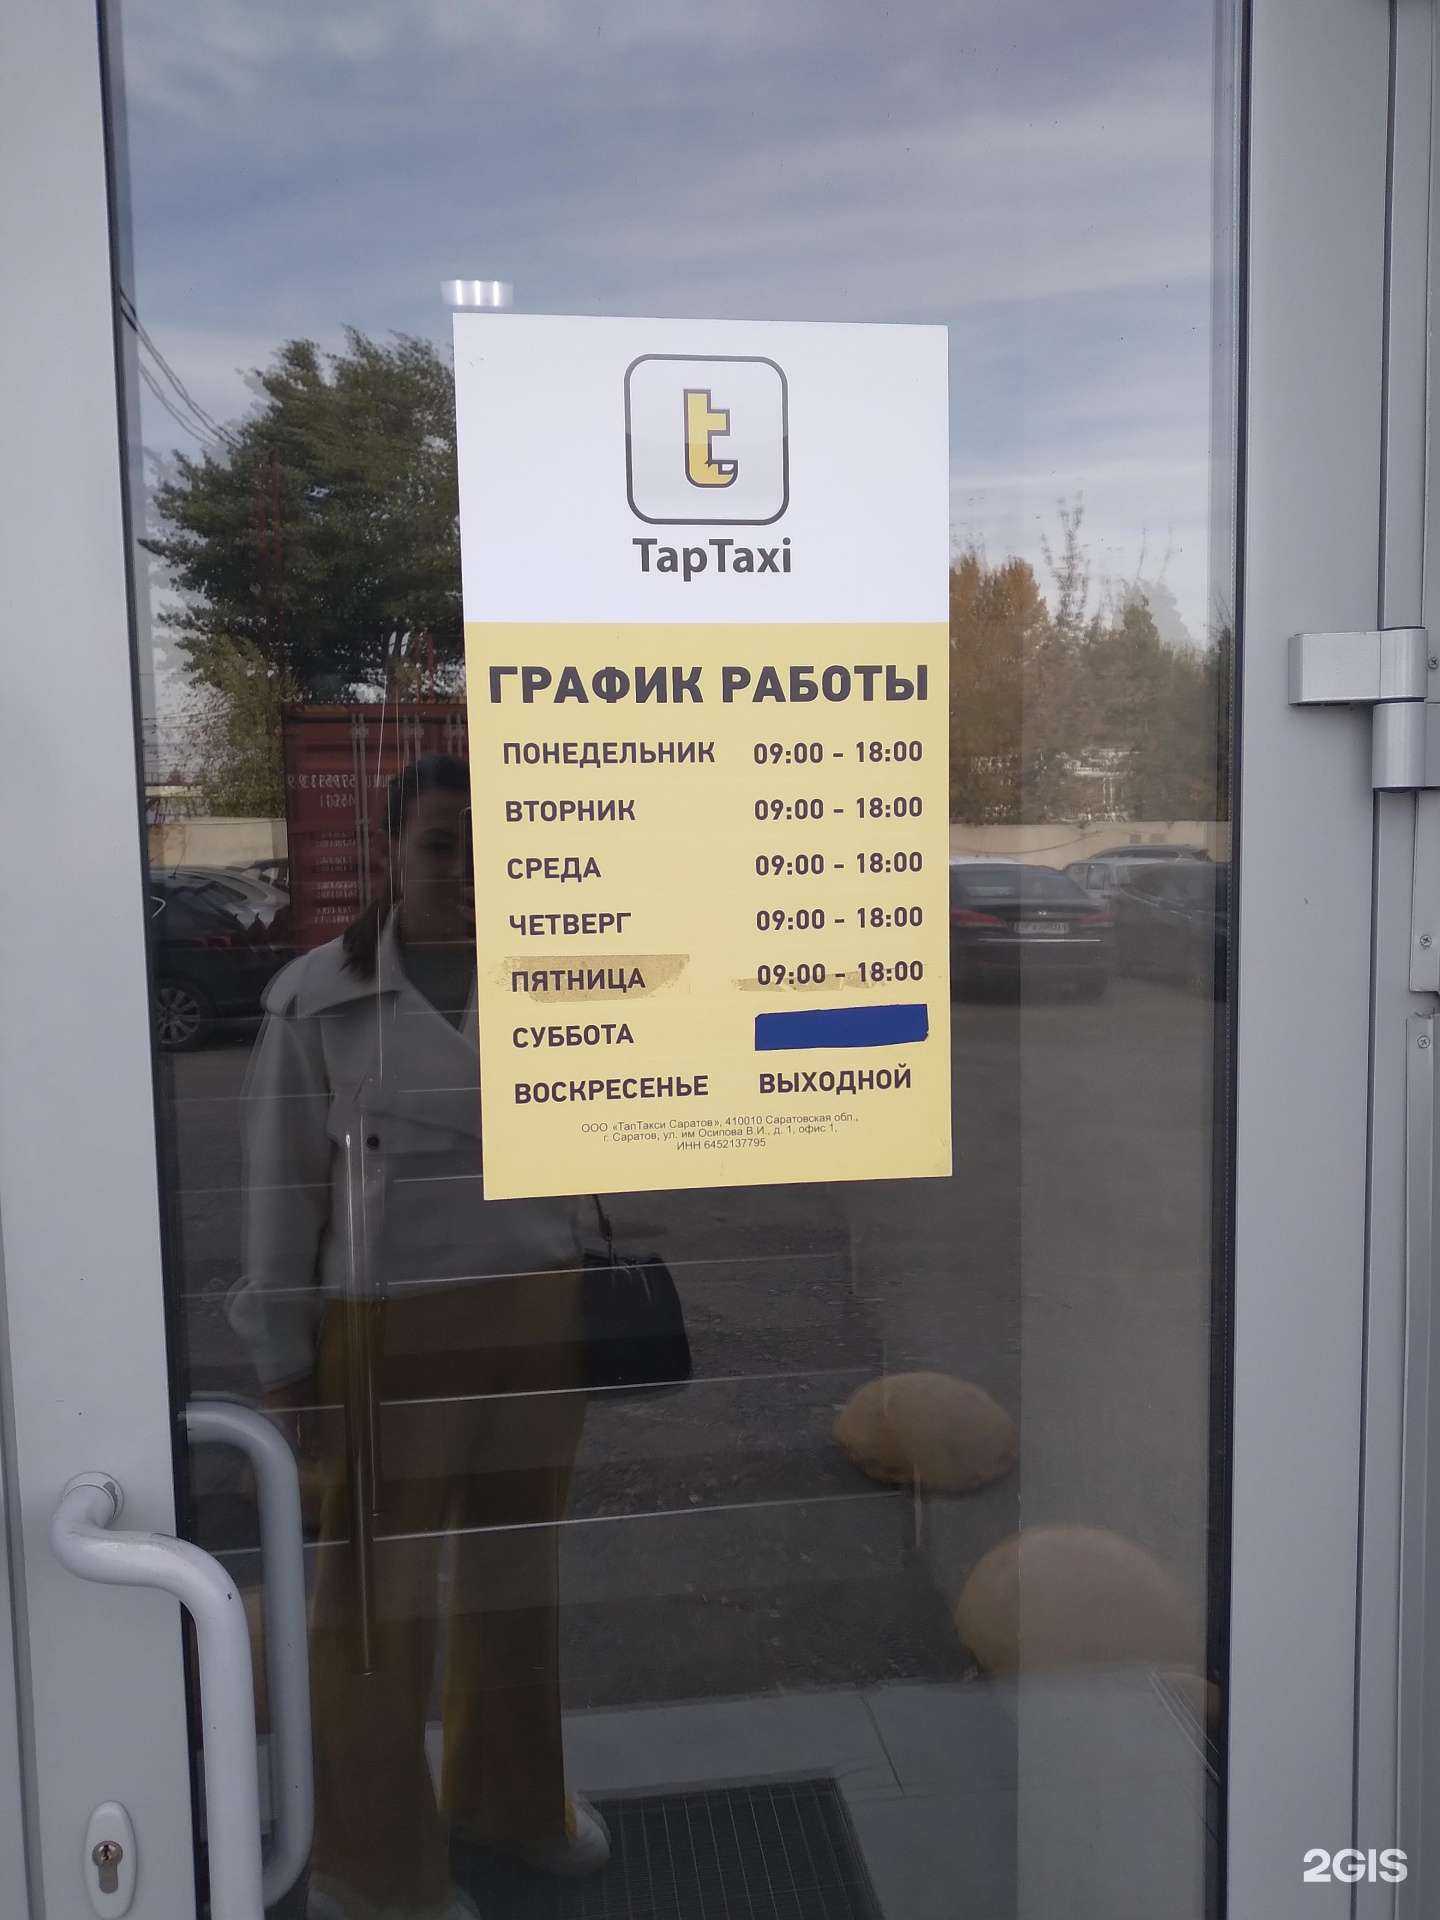 t
TapTaxi
ГРАФИК РАБОТЫ
ПОНЕДЕЛЬНИК 09:00 - 18:00
ВТОРНИК 09:00 - 18:00
СРЕДА 09:00 - 18:00
ЧЕТВЕРГ 09:00 - 18:00
ПЯТНИЦА 09:00 - 18:00
СУББОТА
ВОСКРЕСЕНЬЕ ВЫХОДНОЙ
ООО «ТапТакси Саратов», 410010 Саратовская обл.,
г. Саратов, ул. им Осипова В.И., д. 1, офис 1,
ИНН 6452137795
2GIS